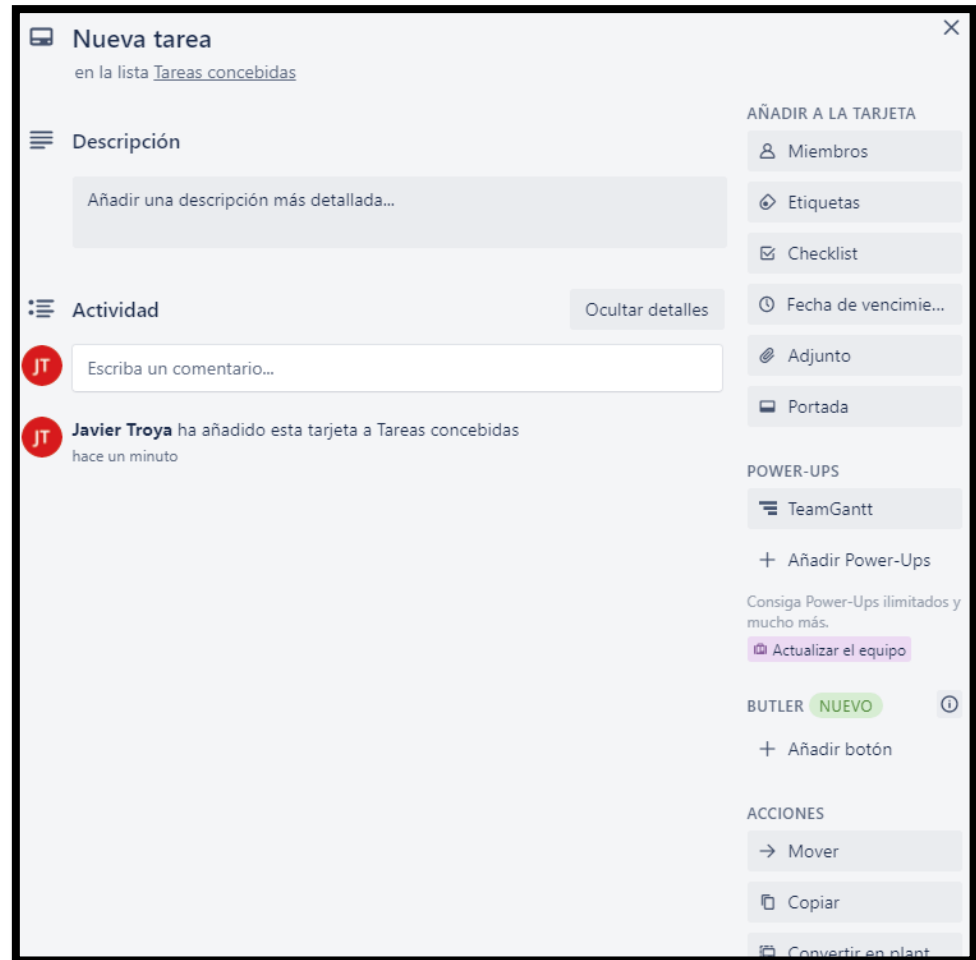 Nueva tarea
en la lista Tareas concebidas
Descripción
Añadir una descripción más detallada...
Actividad
Ocultar detalles
JT
Escriba un comentario...
JT
Javier Troya ha añadido esta tarjeta a Tareas concebidas
hace un minuto
AÑADIR A LA TARJETA
Miembros
Etiquetas
Checklist
Fecha de vencimie...
Adjunto
Portada
POWER-UPS
TeamGantt
+ Añadir Power-Ups
Consiga Power-Ups ilimitados y
mucho más.
Actualizar el equipo
BUTLER NUEVO
+ Añadir botón
ACCIONES
→ Mover
Copiar
Convertir en plant